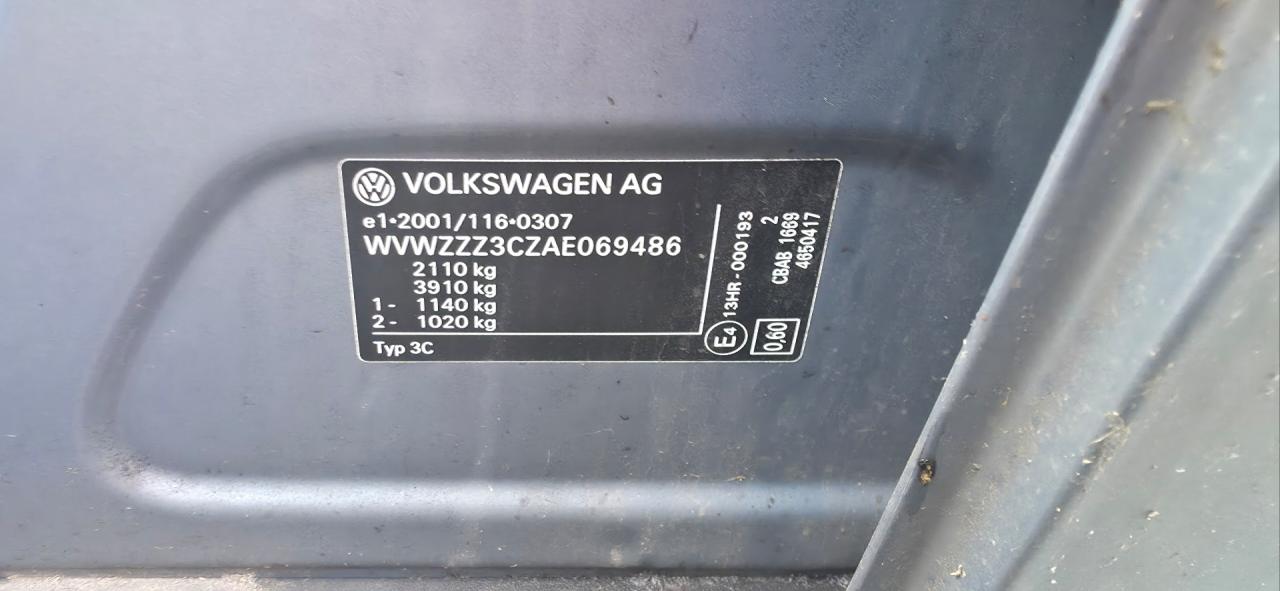 VOLKSWAGEN AG
e1•2001/116•0307
WVWZZZ3CZAE069486
2110 kg
3910 kg
1 - 1140 kg
2 - 1020 kg
Typ 3C
E4 13HR - 000193
2
CBAB 1669
4650417
0,60